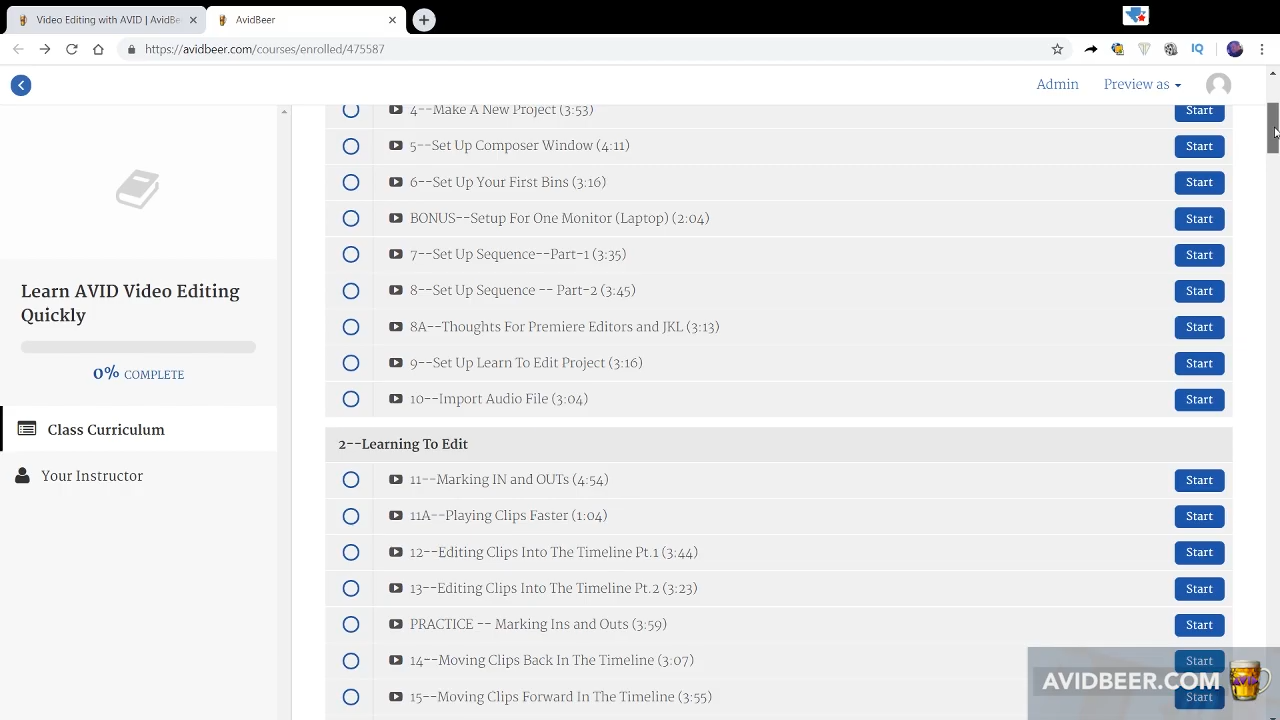 Video Editing with AVID | AvidBe
AvidBeer
https://avidbeer.com/courses/enrolled/475587
IQ
Admin
Preview as
4--Make A New Project (3:53)
Start
5--Set Up Composer Window (4:11)
Start
6--Set Up Your First Bins (3:16)
Start
BONUS--Setup For One Monitor (Laptop) (2:04)
Start
7--Set Up Sequence--Part-1 (3:35)
Start
8--Set Up Sequence -- Part-2 (3:45)
Start
8A--Thoughts For Premiere Editors and JKL (3:13)
Start
9--Set Up Learn To Edit Project (3:16)
Start
10--Import Audio File (3:04)
Start
Learn AVID Video Editing
Quickly
0% COMPLETE
Class Curriculum
Your Instructor
2--Learning To Edit
11--Marking IN and OUTs (4:54)
Start
11A--Playing Clips Faster (1:04)
Start
12--Editing Clips Into The Timeline Pt.1 (3:44)
Start
13--Editing Clips Into The Timeline Pt.2 (3:23)
Start
PRACTICE -- Marking Ins and Outs (3:59)
Start
14--Moving Clips Back In The Timeline (3:07)
Start
15--Moving Clips Forward In The Timeline (3:55)
Start
AVIDBEER.COM
AVID